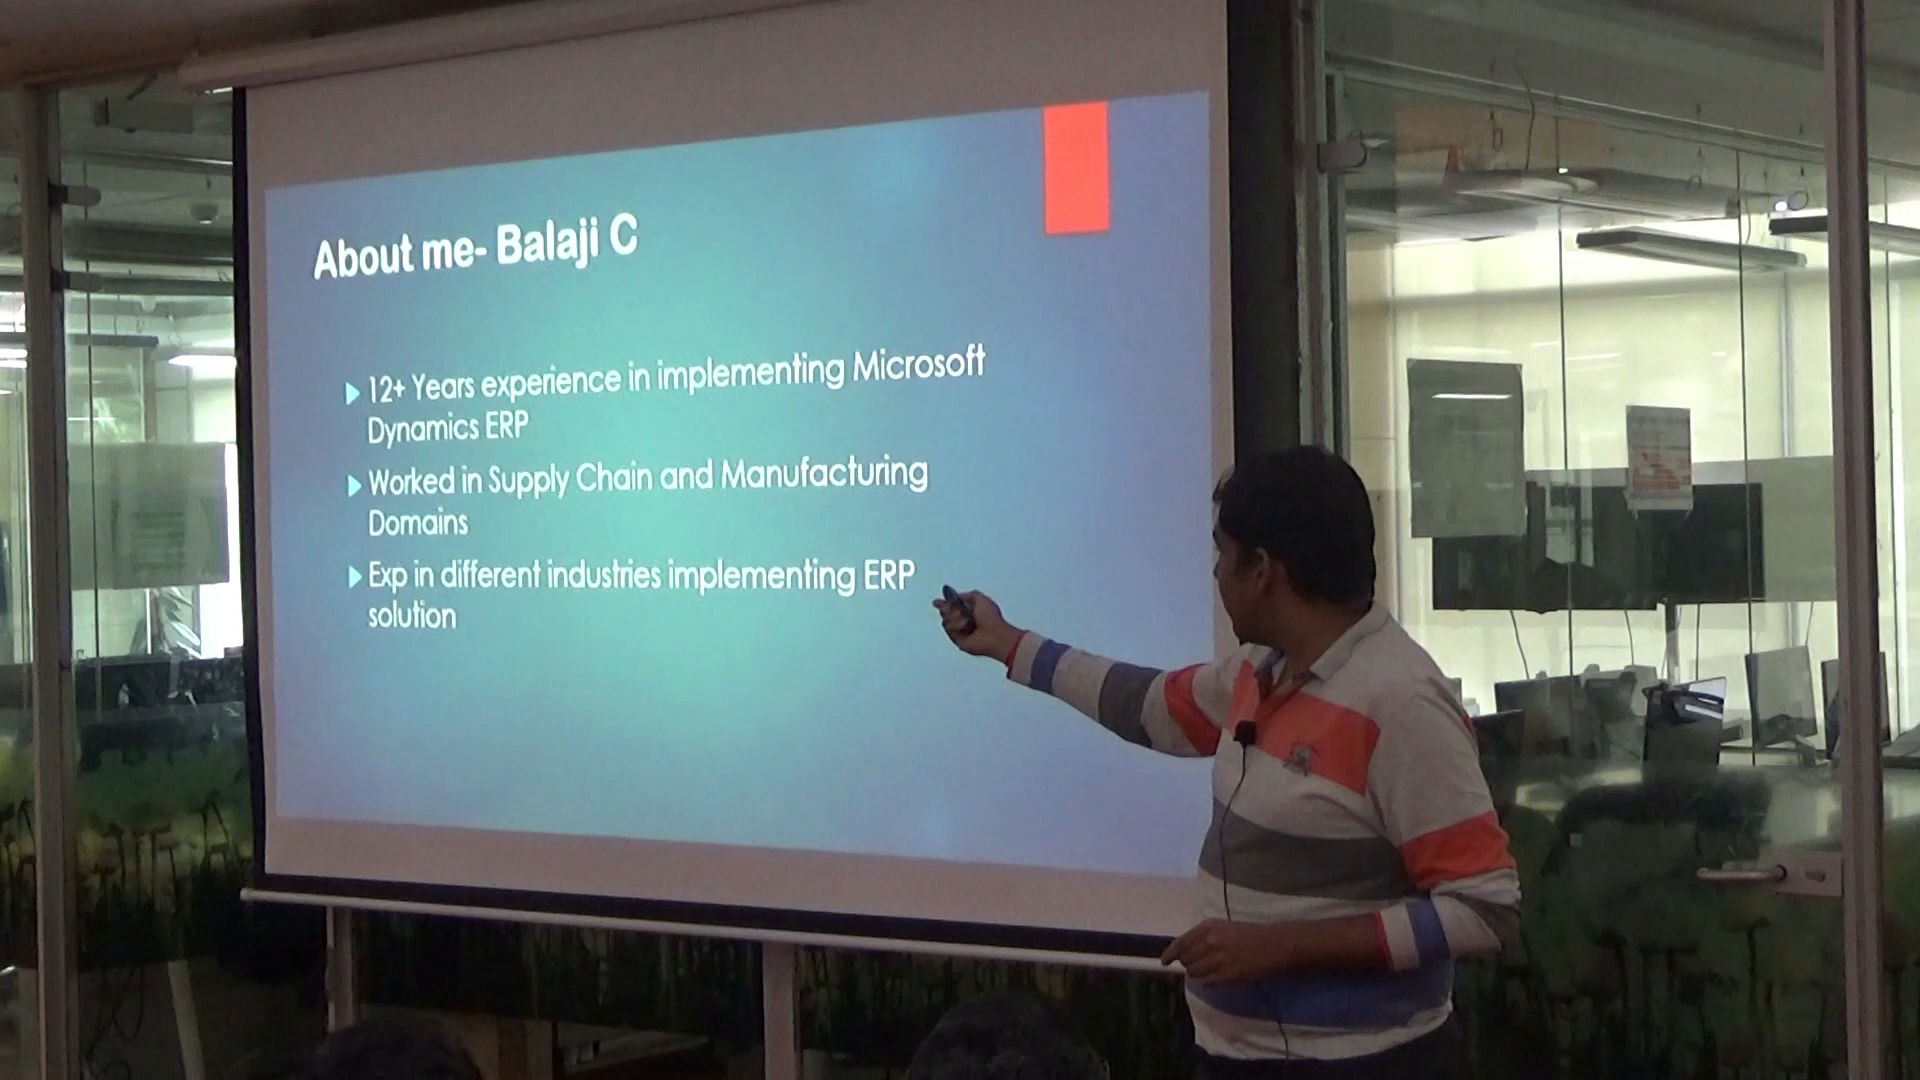 About me- Balaji C
12+ Years experience in implementing Microsoft
Dynamics ERP
Worked in Supply Chain and Manufacturing
Domains
Exp in different industries implementing ERP
solution